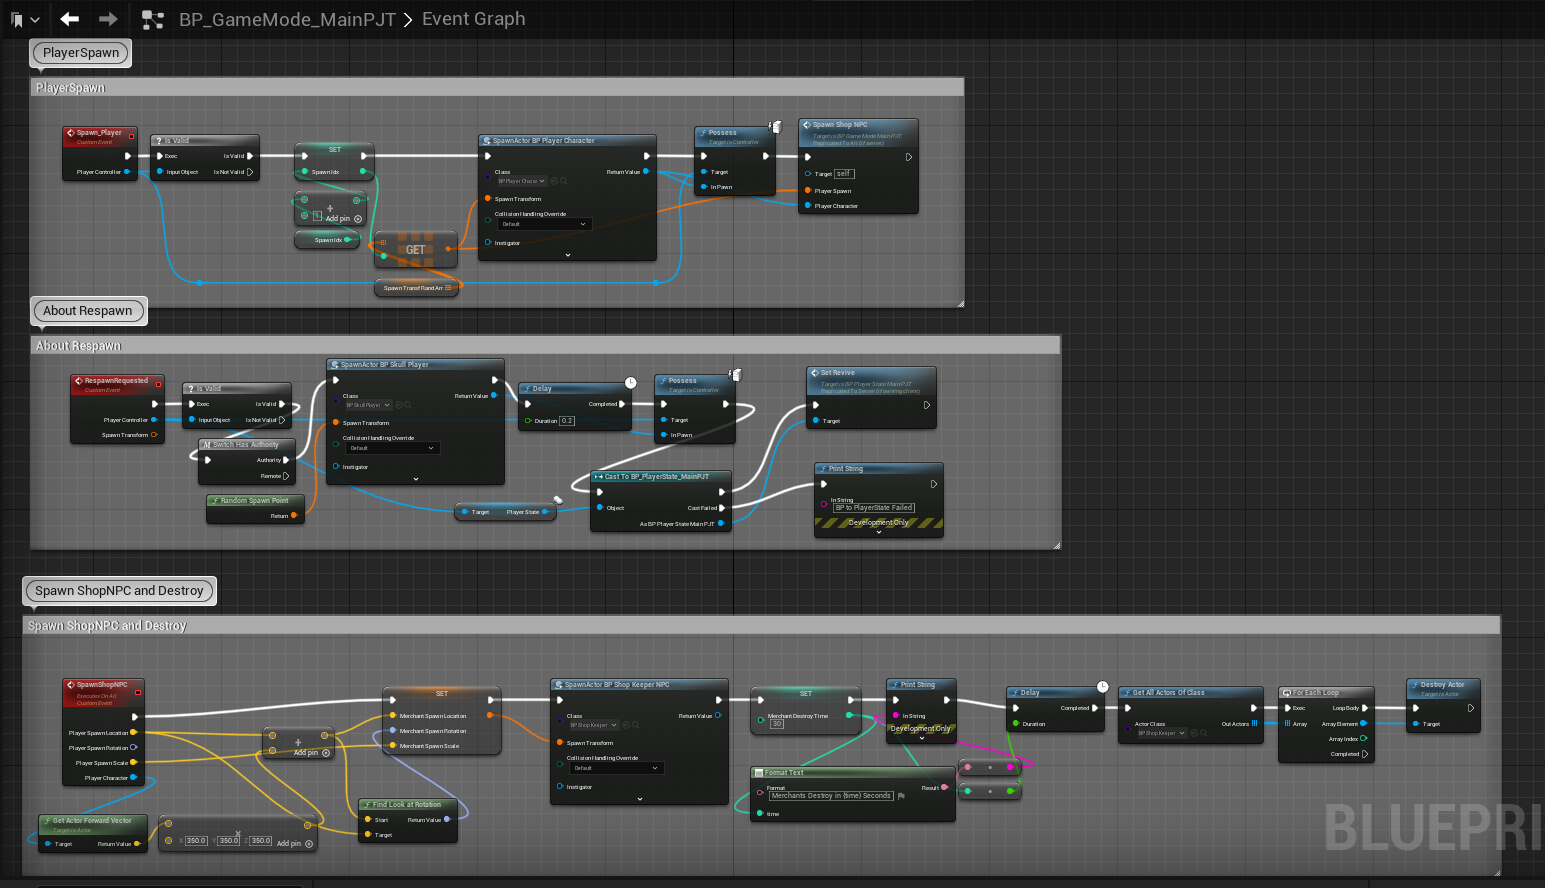 BP_GameMode_MainPJT > Event Graph
PlayerSpawn
PlayerSpawn
Spawn_Player
Custom Event
Player Controller
? Is Valid
Exec
Is Valid
Input Object
Is Not Valid
SET
Spawn Idx
+
1
Add pin
Spawn Idx
GET
Spawn Transf Rand Arr
SpawnActor BP Player Character
Class
BP Player Charac
Return Value
Spawn Transform
Collision Handling Override
Default
Instigator
Possess
Target is Controller
Target
In Pawn
Spawn Shop NPC
Target is BP Game Mode Main PJT
Replicated To All (if server)
Target
self
Player Spawn
Player Character
About Respawn
About Respawn
RespawnRequested
Custom Event
Player Controller
Spawn Transform
? Is Valid
Exec
Is Valid
Input Object
Is Not Valid
Switch Has Authority
Authority
Remote
Random Spawn Point
Return
SpawnActor BP Skull Player
Class
BP Skull Player
Return Value
Spawn Transform
Collision Handling Override
Default
Instigator
Delay
Completed
Duration
0.2
Possess
Target is Controller
Target
In Pawn
Target
Player State
Cast To BP_PlayerState_MainPJT
Object
Cast Failed
As BP Player State Main PJT
Set Revive
Target is BP Player State Main PJT
Replicated To Server (if owning client)
Target
Print String
In String
BP to PlayerState Failed
Development Only
Spawn ShopNPC and Destroy
Spawn ShopNPC and Destroy
SpawnShopNPC
Executes On All
Custom Event
Player Spawn Location
Player Spawn Rotation
Player Spawn Scale
Player Character
Get Actor Forward Vector
Target is Actor
Target
Return Value
X 350.0 Y 350.0 Z 350.0
Add pin
+
Add pin
Find Look at Rotation
Start
Return Value
Target
SET
Merchant Spawn Location
Merchant Spawn Rotation
Merchant Spawn Scale
SpawnActor BP Shop Keeper NPC
Class
BP Shop Keeper
Return Value
Spawn Transform
Collision Handling Override
Default
Instigator
SET
Merchant Destroy Time
30
Format Text
Format
Merchants Destroy in {time} Seconds
Result
time
Print String
In String
Development Only
Delay
Completed
Duration
Get All Actors Of Class
Actor Class
BP Shop Keeper
Out Actors
For Each Loop
Exec
Loop Body
Array
Array Element
Array Index
Completed
Destroy Actor
Target is Actor
Target
BLUEPRI